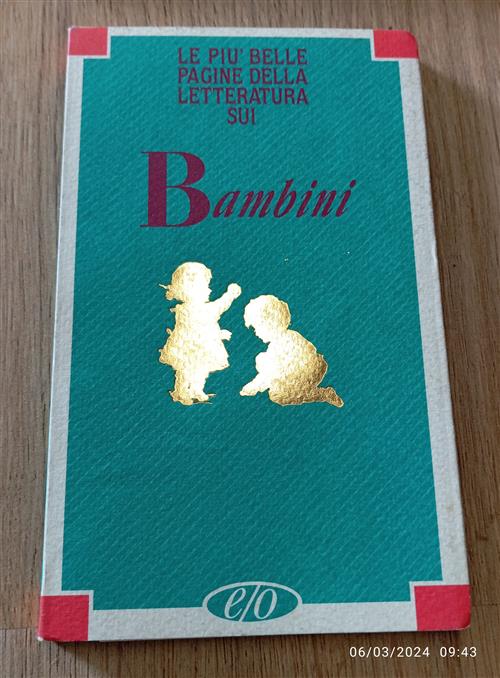 LE PIU' BELLE
PAGINE DELLA
LETTERATURA
SUI
Bambini
e/o
06/03/2024 09:43